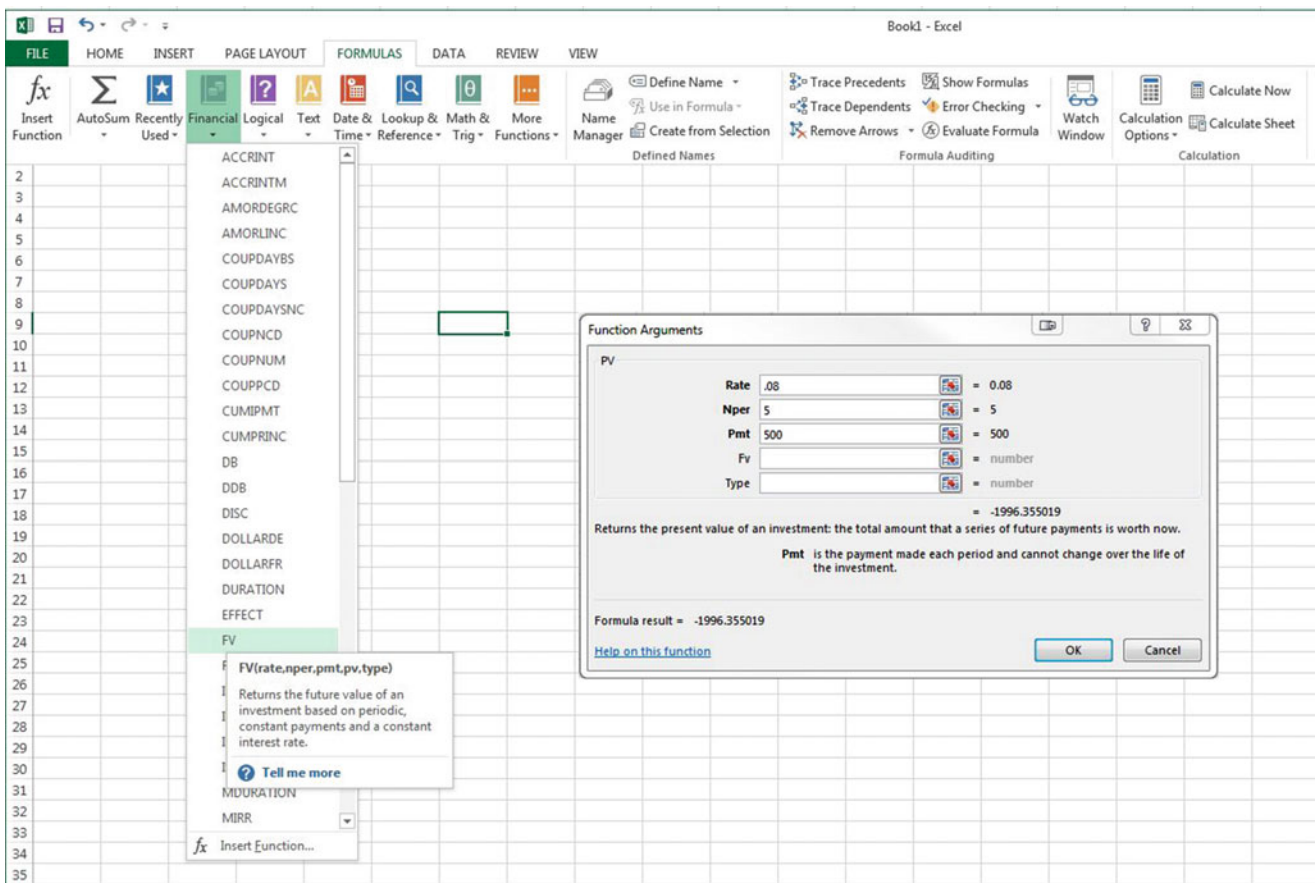 Book1 - Excel
FILE HOME INSERT PAGE LAYOUT FORMULAS DATA REVIEW VIEW
fx Insert Function
Σ AutoSum
Recently Used
Financial
Logical
Text
Date & Time
Lookup & Reference
Math & Trig
More Functions
Name Manager
Define Name
Use in Formula
Create from Selection
Defined Names
Trace Precedents
Trace Dependents
Remove Arrows
Show Formulas
Error Checking
Evaluate Formula
Formula Auditing
Watch Window
Calculation Options
Calculate Now
Calculate Sheet
Calculation
2
3
4
5
6
7
8
9
10
11
12
13
14
15
16
17
18
19
20
21
22
23
24
25
26
27
28
29
30
31
32
33
34
35
ACCRINT
ACCRINTM
AMORDEGRC
AMORLINC
COUPDAYBS
COUPDAYS
COUPDAYSNC
COUPNCD
COUPNUM
COUPPCD
CUMIPMT
CUMPRINC
DB
DDB
DISC
DOLLARDE
DOLLARFR
DURATION
EFFECT
FV
FV(rate,nper,pmt,pv,type)
Returns the future value of an
investment based on periodic,
constant payments and a constant
interest rate.
Tell me more
MDURATION
MIRR
fx Insert Function...
Function Arguments
PV
Rate .08 = 0.08
Nper 5 = 5
Pmt 500 = 500
Fv = number
Type = number
= -1996.355019
Returns the present value of an investment: the total amount that a series of future payments is worth now.
Pmt is the payment made each period and cannot change over the life of
the investment.
Formula result = -1996.355019
Help on this function
OK
Cancel